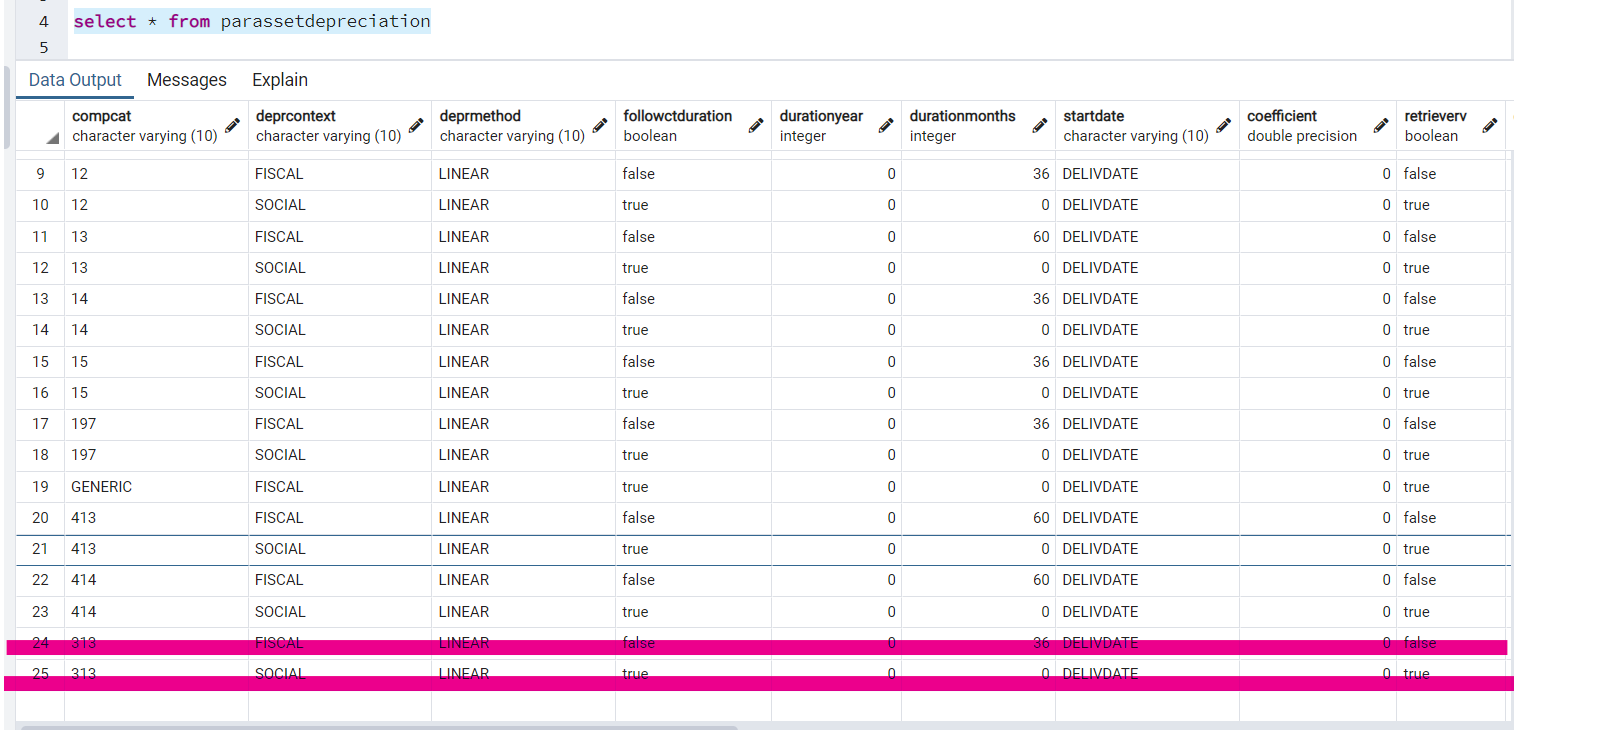 4 select * from parassetdepreciation
5
Data Output Messages Explain
compcat deprcontext deprmethod followctduration durationyear durationmonths startdate coefficient retrieverv
character varying (10) character varying (10) character varying (10) boolean integer integer character varying (10) double precision boolean
9 12 FISCAL LINEAR false 0 36 DELIVDATE 0 false
10 12 SOCIAL LINEAR true 0 0 DELIVDATE 0 true
11 13 FISCAL LINEAR false 0 60 DELIVDATE 0 false
12 13 SOCIAL LINEAR true 0 0 DELIVDATE 0 true
13 14 FISCAL LINEAR false 0 36 DELIVDATE 0 false
14 14 SOCIAL LINEAR true 0 0 DELIVDATE 0 true
15 15 FISCAL LINEAR false 0 36 DELIVDATE 0 false
16 15 SOCIAL LINEAR true 0 0 DELIVDATE 0 true
17 197 FISCAL LINEAR false 0 36 DELIVDATE 0 false
18 197 SOCIAL LINEAR true 0 0 DELIVDATE 0 true
19 GENERIC FISCAL LINEAR true 0 0 DELIVDATE 0 true
20 413 FISCAL LINEAR false 0 60 DELIVDATE 0 false
21 413 SOCIAL LINEAR true 0 0 DELIVDATE 0 true
22 414 FISCAL LINEAR false 0 60 DELIVDATE 0 false
23 414 SOCIAL LINEAR true 0 0 DELIVDATE 0 true
24 313 FISCAL LINEAR false 0 36 DELIVDATE 0 false
25 313 SOCIAL LINEAR true 0 0 DELIVDATE 0 true